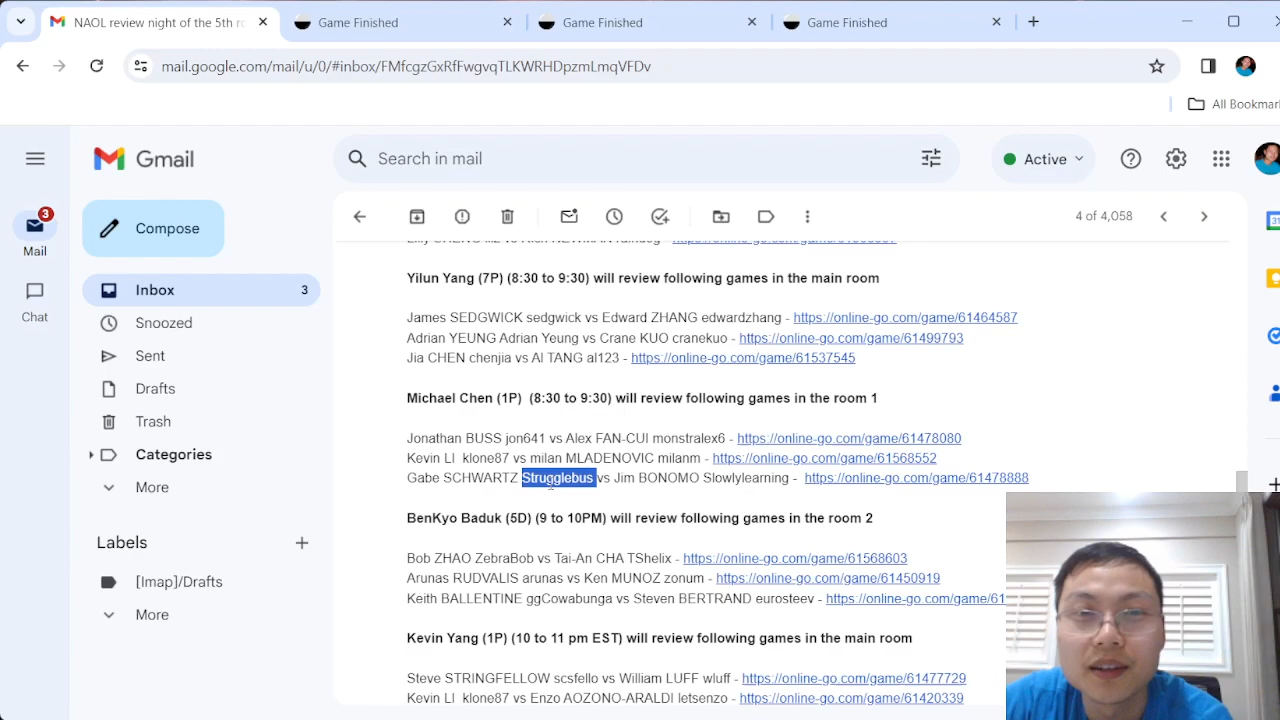 NAOL review night of the 5th r
Game Finished
Game Finished
Game Finished
mail.google.com/mail/u/0/#inbox/FMfcgzGxRfFwgvqTLKWRHDpzmLmqVFDv
All Bookmar
Gmail
Search in mail
Active
3
Mail
Chat
Compose
4 of 4,058
Inbox 3
Snoozed
Sent
Drafts
Trash
Categories
More
Labels
[Imap]/Drafts
More
Yilun Yang (7P) (8:30 to 9:30) will review following games in the main room
James SEDGWICK sedgwick vs Edward ZHANG edwardzhang - https://online-go.com/game/61464587
Adrian YEUNG Adrian Yeung vs Crane KUO cranekuo - https://online-go.com/game/61499793
Jia CHEN chenjia vs Al TANG al123 - https://online-go.com/game/61537545
Michael Chen (1P) (8:30 to 9:30) will review following games in the room 1
Jonathan BUSS jon641 vs Alex FAN-CUI monstralex6 - https://online-go.com/game/61478080
Kevin LI klone87 vs milan MLADENOVIC milanm - https://online-go.com/game/61568552
Gabe SCHWARTZ Strugglebus vs Jim BONOMO Slowlylearning - https://online-go.com/game/61478888
BenKyo Baduk (5D) (9 to 10PM) will review following games in the room 2
Bob ZHAO ZebraBob vs Tai-An CHA TShelix - https://online-go.com/game/61568603
Arunas RUDVALIS arunas vs Ken MUNOZ zonum - https://online-go.com/game/61450919
Keith BALLENTINE ggCowabunga vs Steven BERTRAND eurosteev - https://online-go.com/game/61
Kevin Yang (1P) (10 to 11 pm EST) will review following games in the main room
Steve STRINGFELLOW scsfello vs William LUFF wluff - https://online-go.com/game/61477729
Kevin LI klone87 vs Enzo AOZONO-ARALDI letsenzo - https://online-go.com/game/61420339